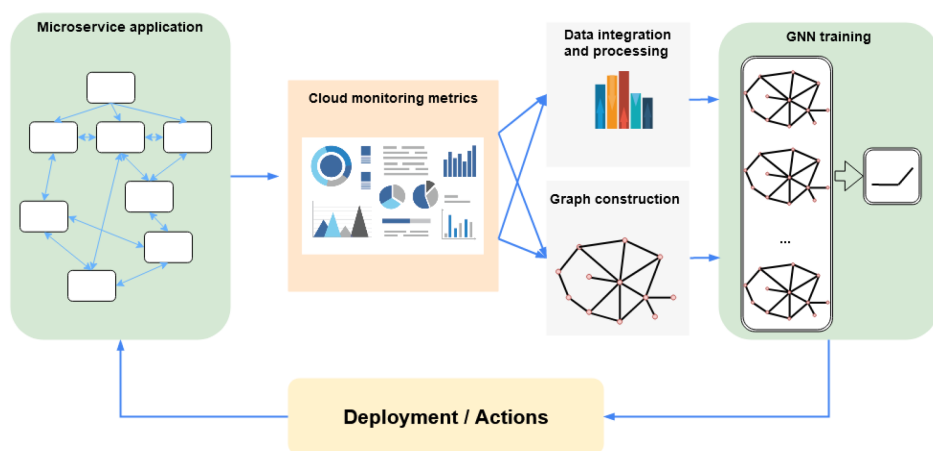 Microservice application
Cloud monitoring metrics
Data integration
and processing
Graph construction
GNN training
...
Deployment / Actions